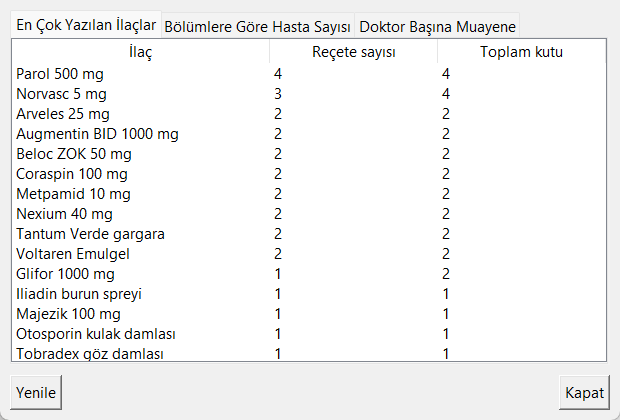 En Çok Yazılan İlaçlar Bölümlere Göre Hasta Sayısı Doktor Başına Muayene
İlaç Reçete sayısı Toplam kutu
Parol 500 mg 4 4
Norvasc 5 mg 3 4
Arveles 25 mg 2 2
Augmentin BID 1000 mg 2 2
Beloc ZOK 50 mg 2 2
Coraspin 100 mg 2 2
Metpamid 10 mg 2 2
Nexium 40 mg 2 2
Tantum Verde gargara 2 2
Voltaren Emulgel 2 2
Glifor 1000 mg 1 2
Iliadin burun spreyi 1 1
Majezik 100 mg 1 1
Otosporin kulak damlası 1 1
Tobradex göz damlası 1 1
Yenile Kapat